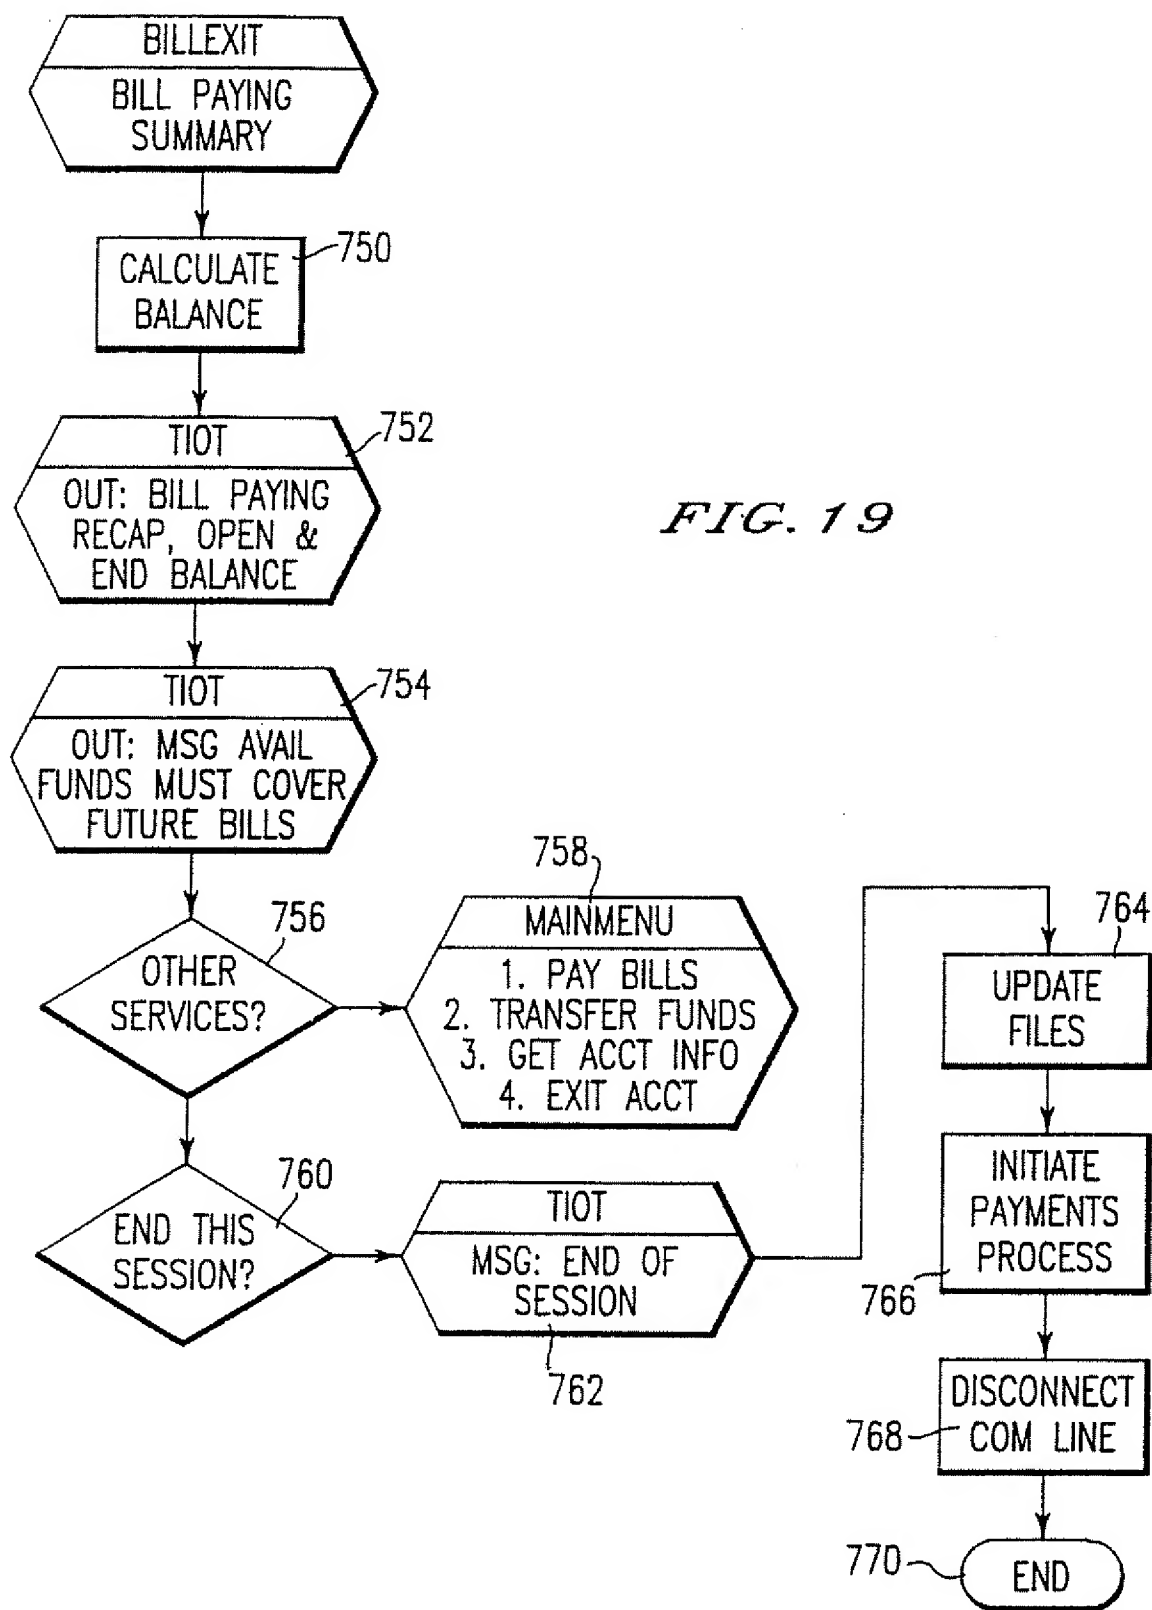 BILLEXIT
BILL PAYING
SUMMARY
750
CALCULATE
BALANCE
752
TIOT
OUT: BILL PAYING
RECAP, OPEN &
END BALANCE
FIG. 19
754
TIOT
OUT: MSG AVAIL
FUNDS MUST COVER
FUTURE BILLS
756
OTHER
SERVICES?
758
MAINMENU
1. PAY BILLS
2. TRANSFER FUNDS
3. GET ACCT INFO
4. EXIT ACCT
760
END THIS
SESSION?
TIOT
MSG: END OF
SESSION
762
764
UPDATE
FILES
INITIATE
PAYMENTS
PROCESS
766
DISCONNECT
COM LINE
768
770
END